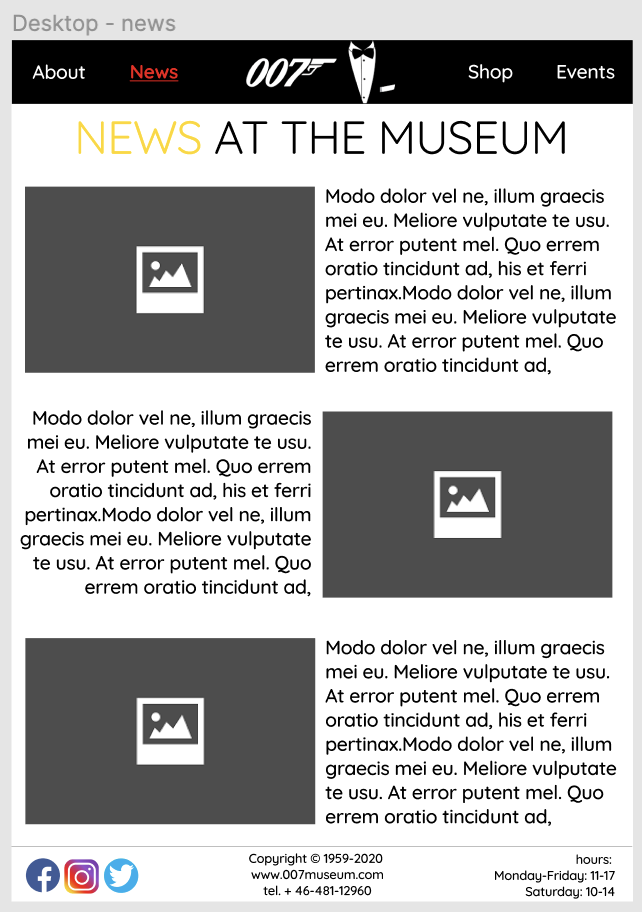 Desktop - news
About News 007 Shop Events
NEWS AT THE MUSEUM
Modo dolor vel ne, illum graecis
mei eu. Meliore vulputate te usu.
At error putent mel. Quo errem
oratio tincidunt ad, his et ferri
pertinax.Modo dolor vel ne, illum
graecis mei eu. Meliore vulputate
te usu. At error putent mel. Quo
errem oratio tincidunt ad,
Modo dolor vel ne, illum graecis
mei eu. Meliore vulputate te usu.
At error putent mel. Quo errem
oratio tincidunt ad, his et ferri
pertinax.Modo dolor vel ne, illum
graecis mei eu. Meliore vulputate
te usu. At error putent mel. Quo
errem oratio tincidunt ad,
Modo dolor vel ne, illum graecis
mei eu. Meliore vulputate te usu.
At error putent mel. Quo errem
oratio tincidunt ad, his et ferri
pertinax.Modo dolor vel ne, illum
graecis mei eu. Meliore vulputate
te usu. At error putent mel. Quo
errem oratio tincidunt ad,
Copyright © 1959-2020
www.007museum.com
tel. + 46-481-12960
hours:
Monday-Friday: 11-17
Saturday: 10-14